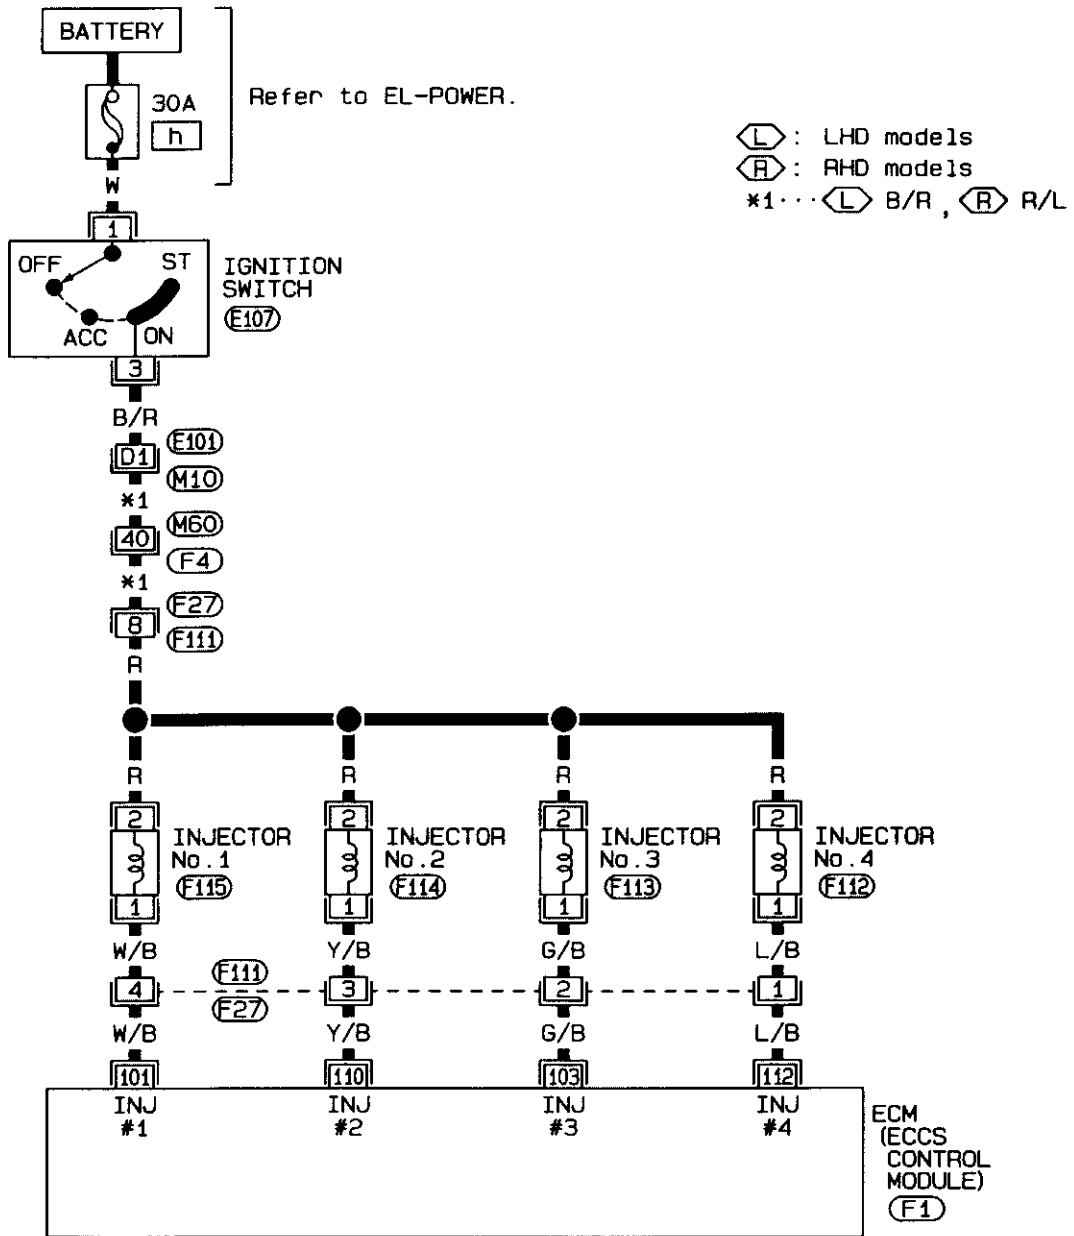 BATTERY
30A
h
Refer to EL-POWER.
W
L : LHD models
R : RHD models
*1··· L B/R , R R/L
1
OFF
ST
ACC
ON
IGNITION
SWITCH
E107
3
B/R
D1
E101
M10
*1
40
M60
F4
*1
8
F27
F111
R
R R R R
2 2 2 2
INJECTOR
No.1
F115
INJECTOR
No.2
F114
INJECTOR
No.3
F113
INJECTOR
No.4
F112
1 1 1 1
W/B Y/B G/B L/B
F111
4 3 2 1
F27
W/B Y/B G/B L/B
101 110 103 112
INJ
#1
INJ
#2
INJ
#3
INJ
#4
ECM
(ECCS
CONTROL
MODULE)
F1